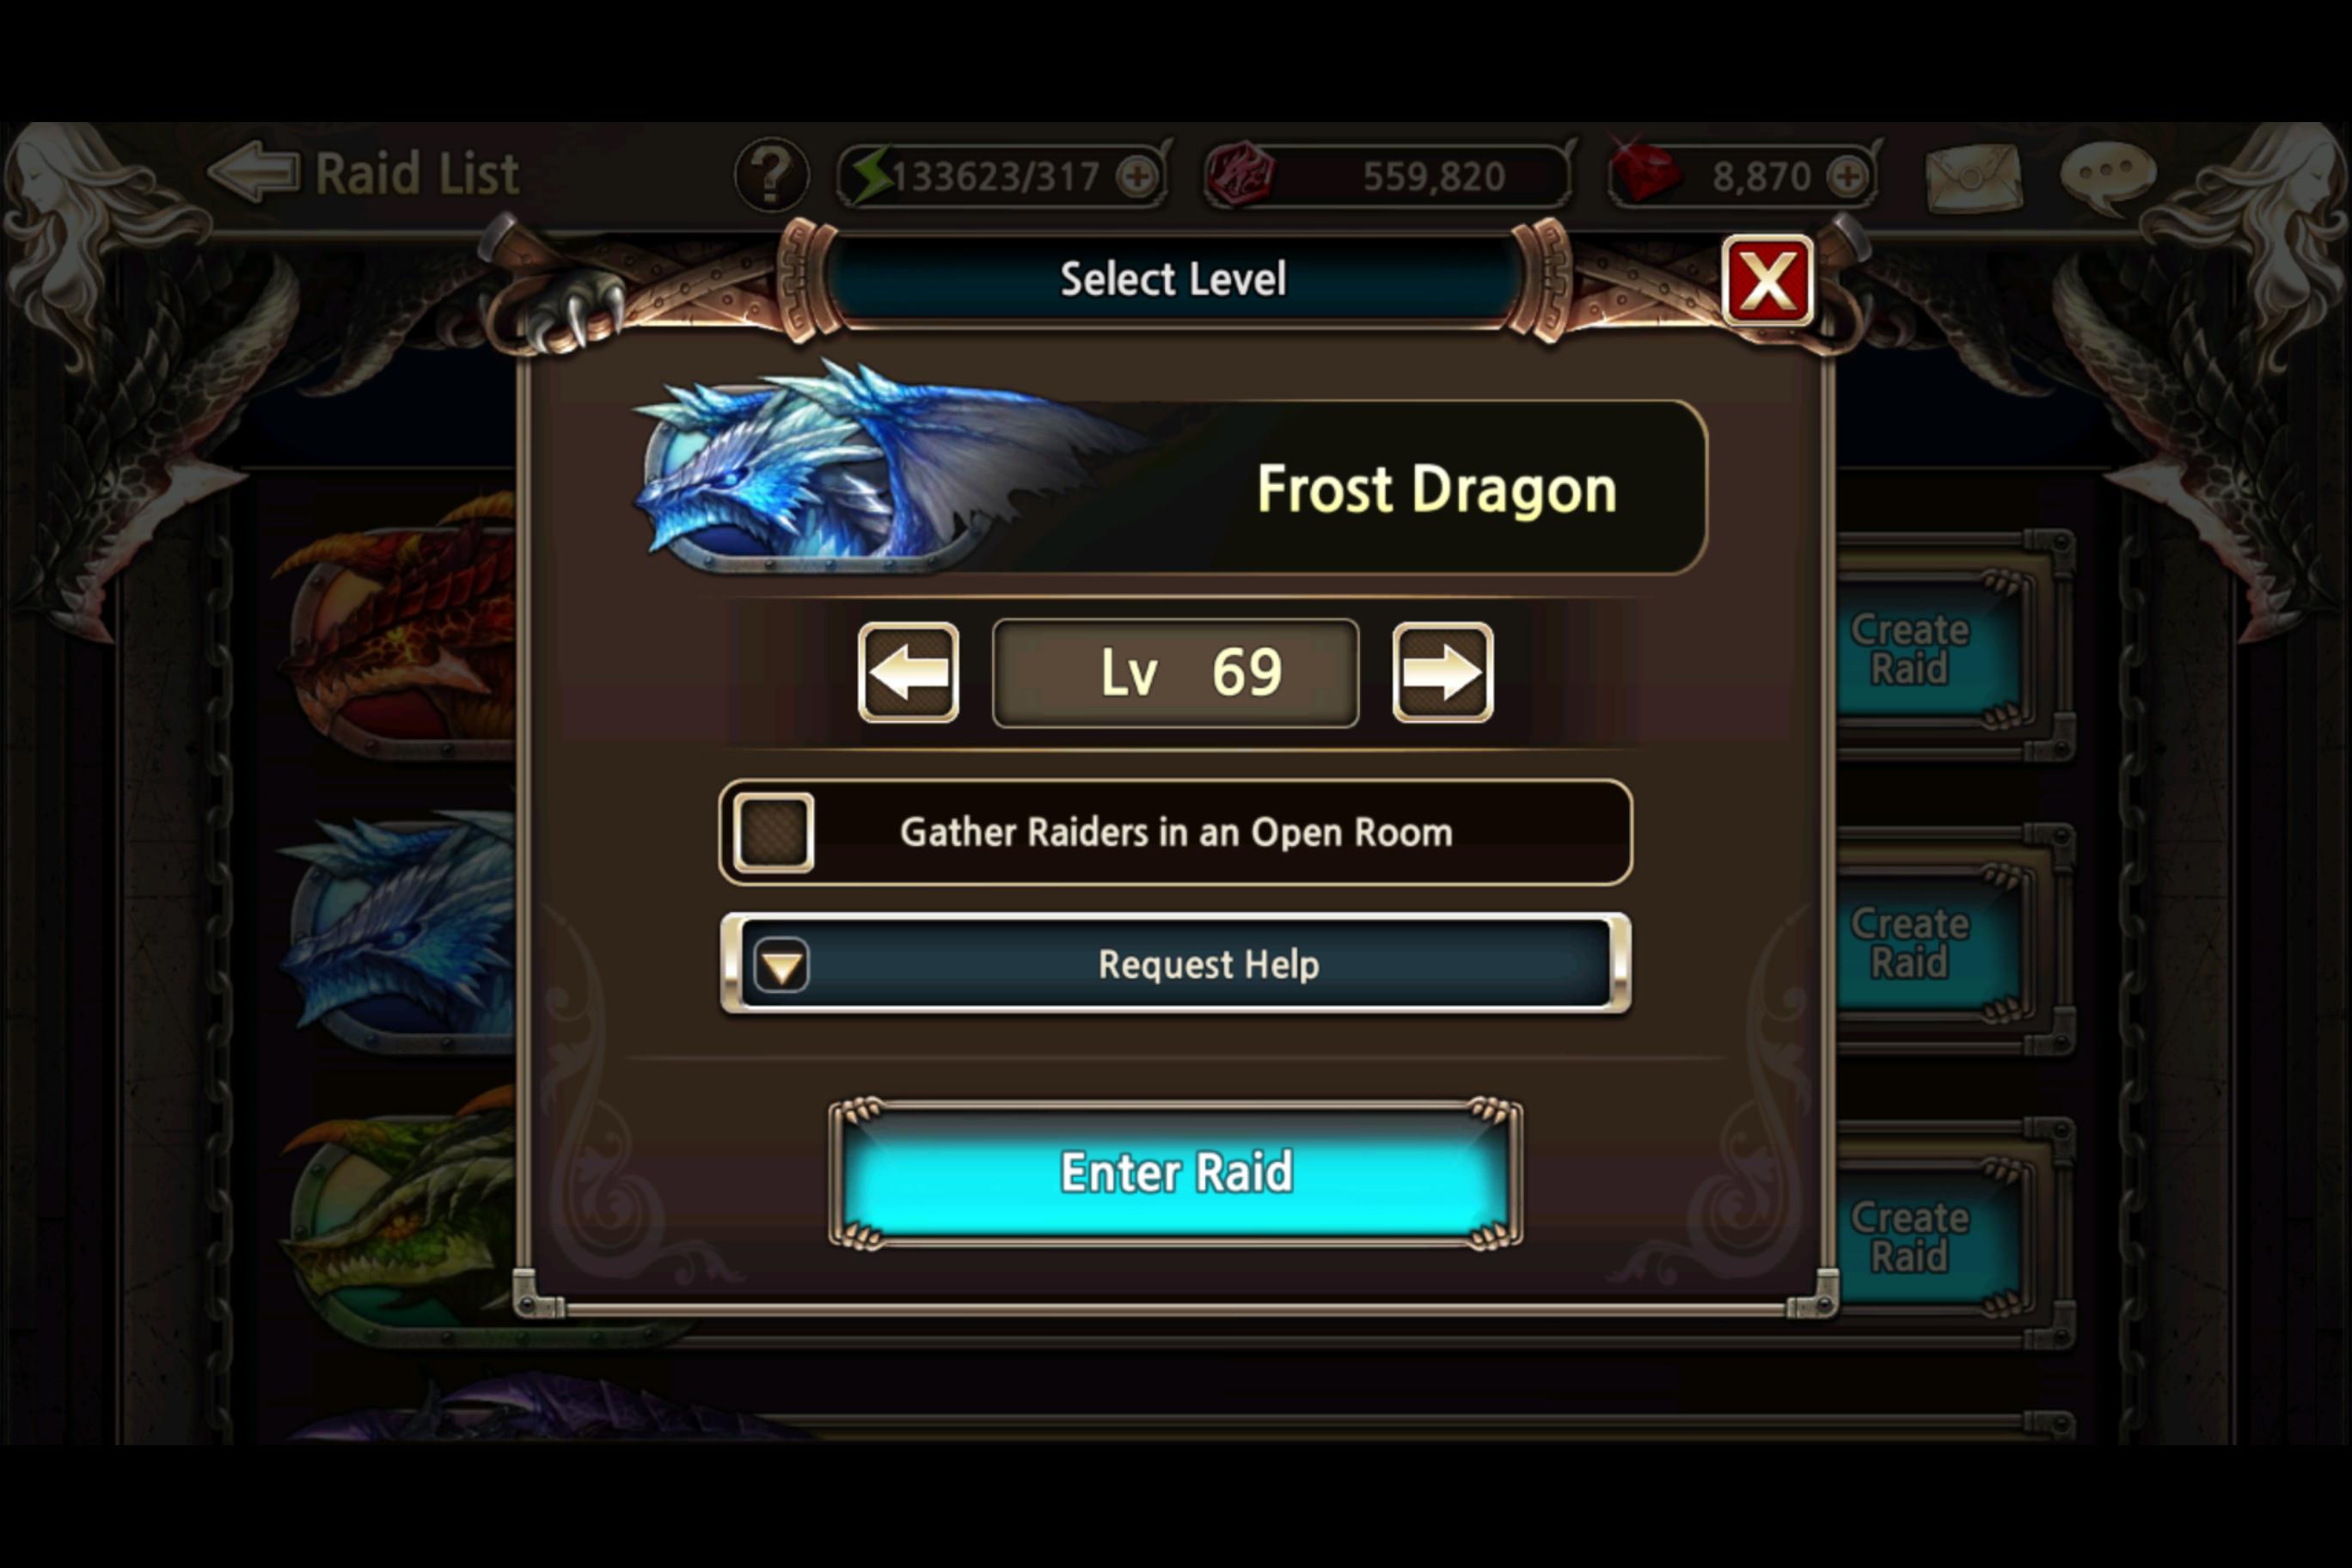 Raid List
?
133623/317
559,820
8,870
Select Level
X
Frost Dragon
Lv 69
Gather Raiders in an Open Room
Request Help
Enter Raid
Create
Raid
Create
Raid
Create
Raid